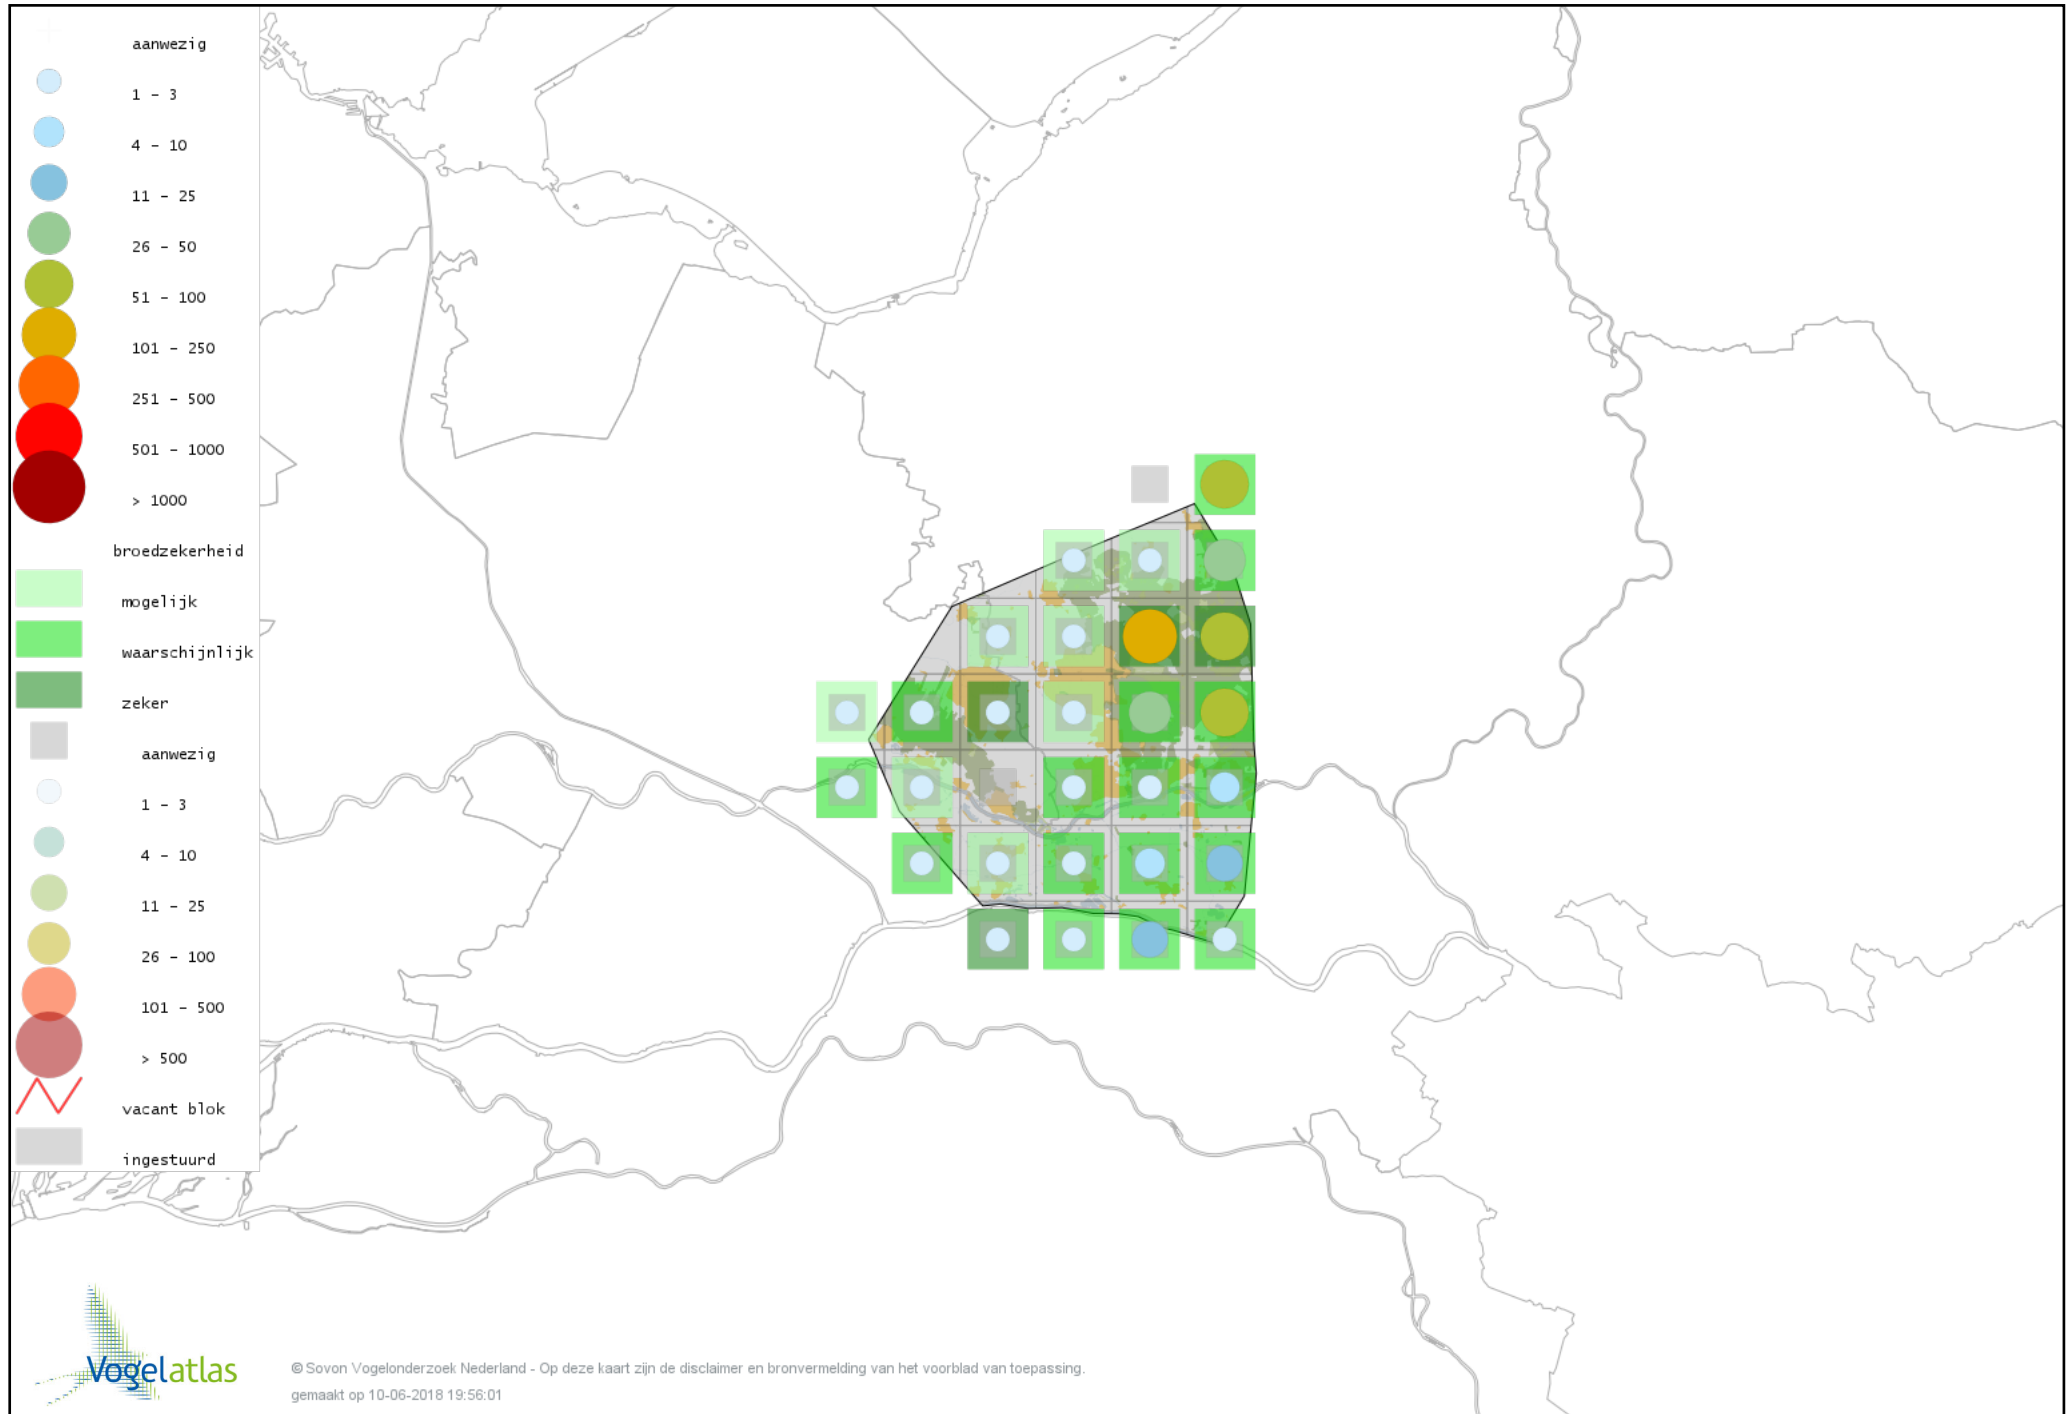 aanwezig
1 – 3
4 – 10
11 – 25
26 – 50
51 – 100
101 – 250
251 – 500
501 – 1000
> 1000
broedzekerheid
mogelijk
waarschijnlijk
zeker
aanwezig
1 – 3
4 – 10
11 – 25
26 – 100
101 – 500
> 500
vacant blok
ingestuurd
Vogelatlas
© Sovon Vogelonderzoek Nederland - Op deze kaart zijn de disclaimer en bronvermelding van het voorblad van toepassing.
gemaakt op 10-06-2018 19:56:01